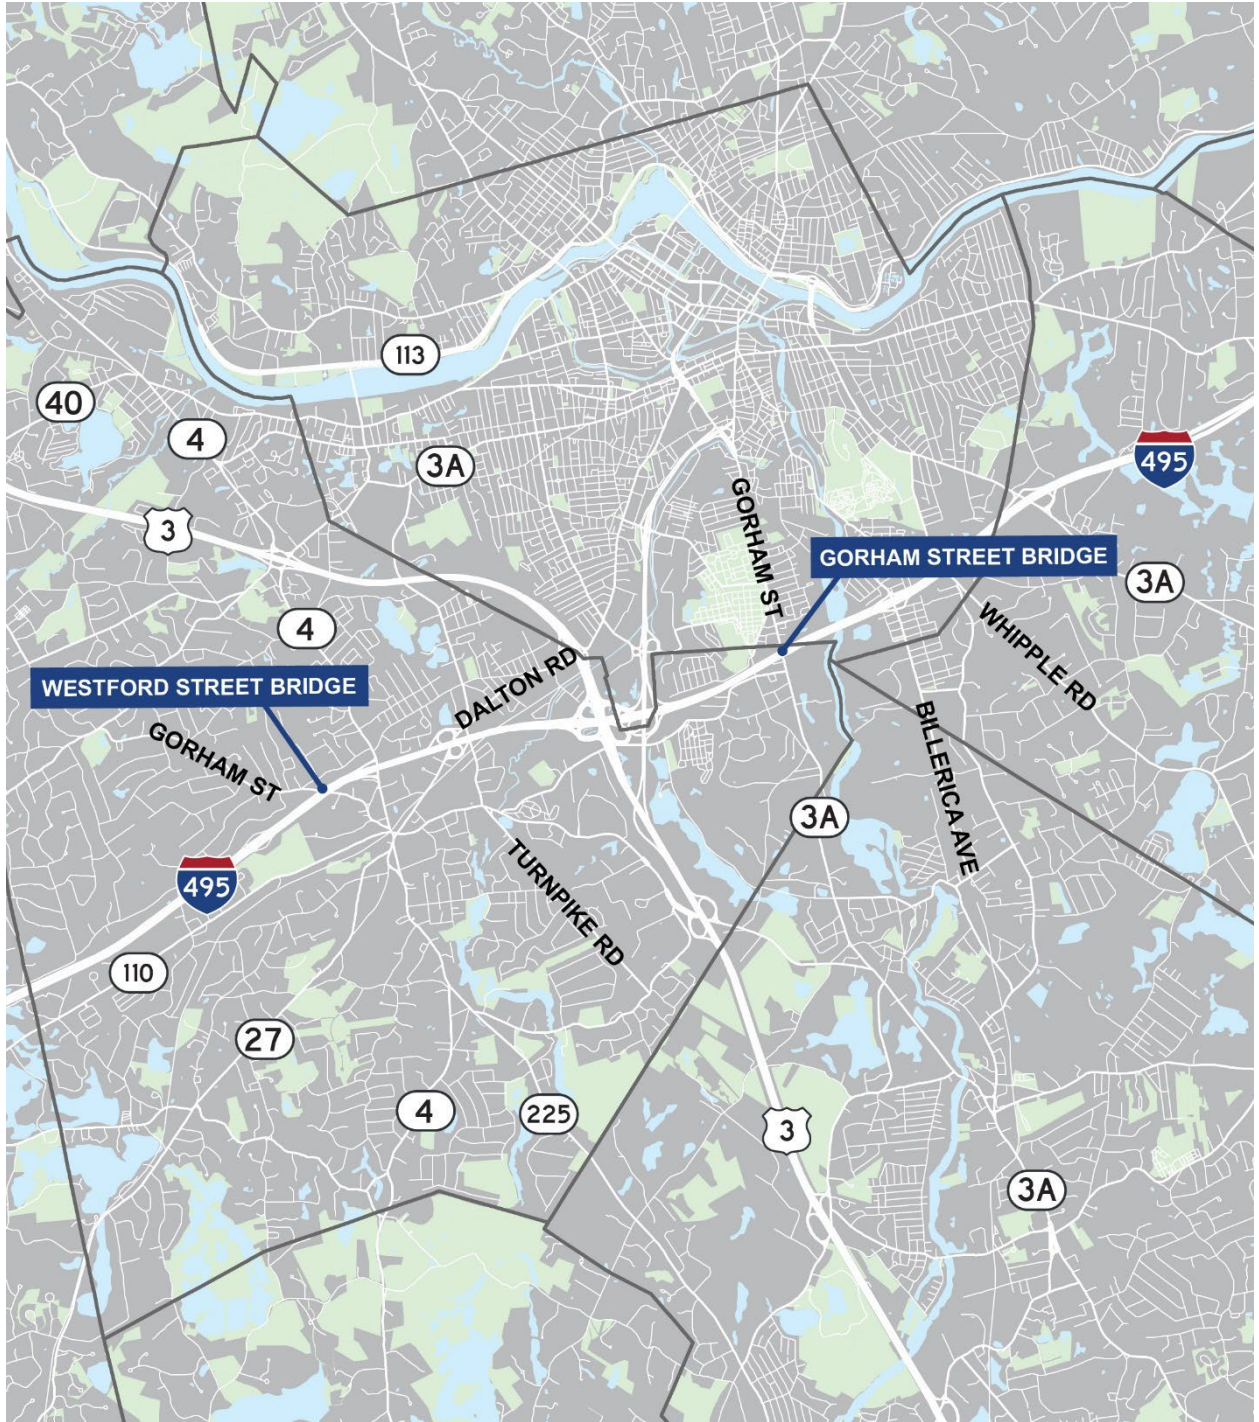 113
40
4
3A
495
GORHAM ST
3
GORHAM STREET BRIDGE
3A
4
WHIPPLE RD
DALTON RD
WESTFORD STREET BRIDGE
GORHAM ST
BILLERICA AVE
3A
TURNPIKE RD
495
110
27
4
225
3
3A